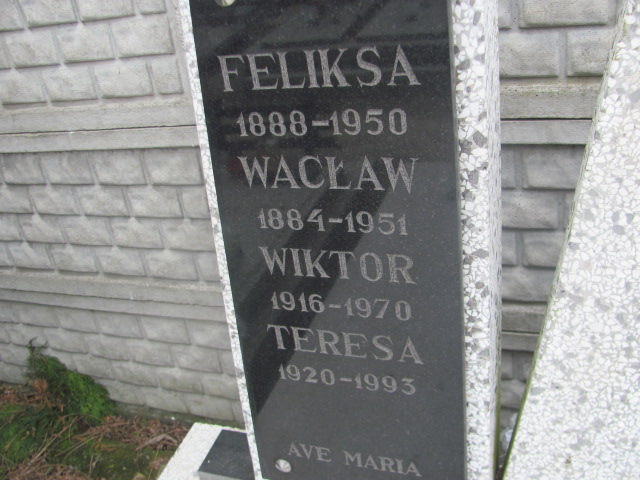 FELIKSA
1888-1950
WACŁAW
1884-1951
WIKTOR
1916-1970
TERESA
1920-1993
AVE MARIA